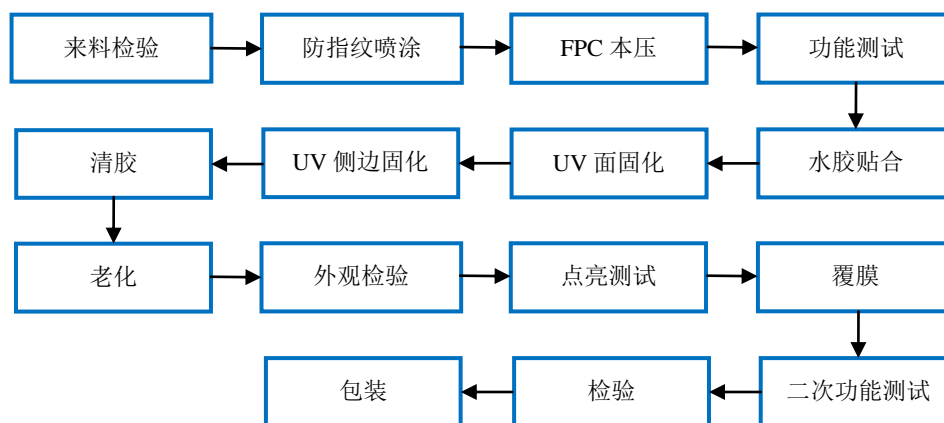 来料检验
防指纹喷涂
FPC 本压
功能测试
水胶贴合
UV 面固化
UV 侧边固化
清胶
老化
外观检验
点亮测试
覆膜
二次功能测试
检验
包装